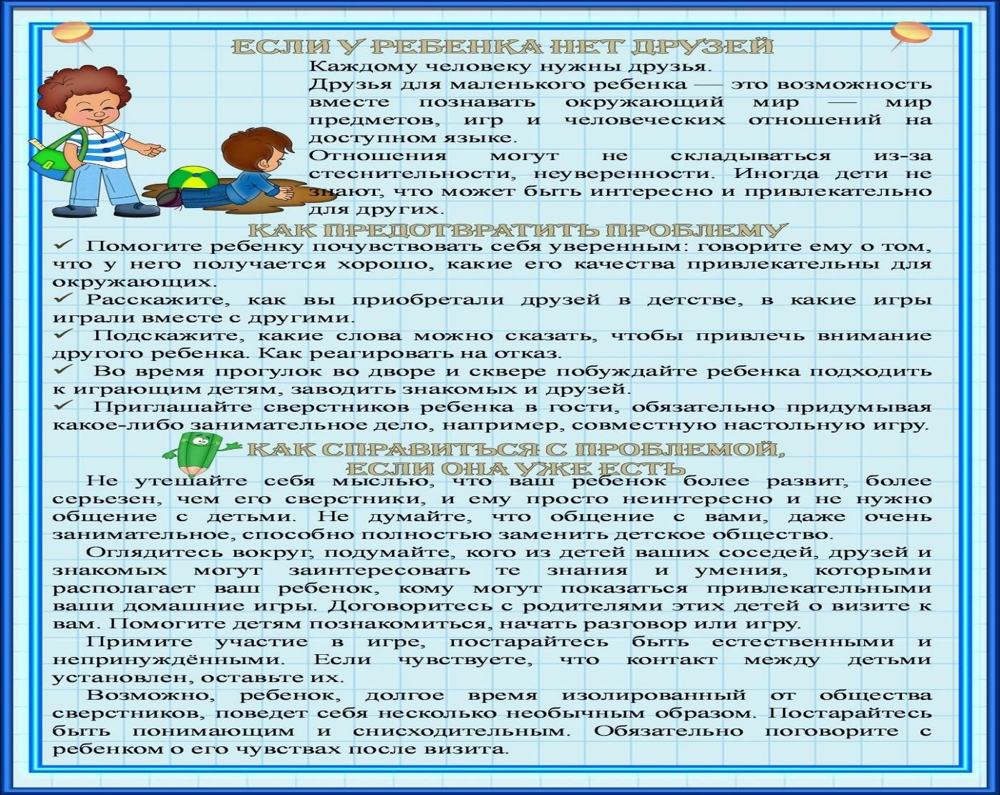 ЕСЛИ У РЕБЕНКА НЕТ ДРУЗЕЙ
Каждому человеку нужны друзья.
Друзья для маленького ребенка — это возможность
вместе познавать окружающий мир — мир
предметов, игр и человеческих отношений на
доступном языке.
Отношения могут не складываться из-за
стеснительности, неуверенности. Иногда дети не
знают, что может быть интересно и привлекательно
для других.
КАК ПРЕДОТВРАТИТЬ ПРОБЛЕМУ
✓ Помогите ребенку почувствовать себя уверенным: говорите ему о том,
что у него получается хорошо, какие его качества привлекательны для
окружающих.
✓ Расскажите, как вы приобретали друзей в детстве, в какие игры
играли вместе с другими.
✓ Подскажите, какие слова можно сказать, чтобы привлечь внимание
другого ребенка. Как реагировать на отказ.
✓ Во время прогулок во дворе и сквере побуждайте ребенка подходить
к играющим детям, заводить знакомых и друзей.
✓ Приглашайте сверстников ребенка в гости, обязательно придумывая
какое-либо занимательное дело, например, совместную настольную игру.
КАК СПРАВИТЬСЯ С ПРОБЛЕМОЙ,
ЕСЛИ ОНА УЖЕ ЕСТЬ
Не утешайте себя мыслью, что ваш ребенок более развит, более
серьезен, чем его сверстники, и ему просто неинтересно и не нужно
общение с детьми. Не думайте, что общение с вами, даже очень
занимательное, способно полностью заменить детское общество.
Оглядитесь вокруг, подумайте, кого из детей ваших соседей, друзей и
знакомых могут заинтересовать те знания и умения, которыми
располагает ваш ребенок, кому могут показаться привлекательными
ваши домашние игры. Договоритесь с родителями этих детей о визите к
вам. Помогите детям познакомиться, начать разговор или игру.
Примите участие в игре, постарайтесь быть естественными и
непринуждёнными. Если чувствуете, что контакт между детьми
установлен, оставьте их.
Возможно, ребенок, долгое время изолированный от общества
сверстников, поведет себя несколько необычным образом. Постарайтесь
быть понимающим и снисходительным. Обязательно поговорите с
ребенком о его чувствах после визита.